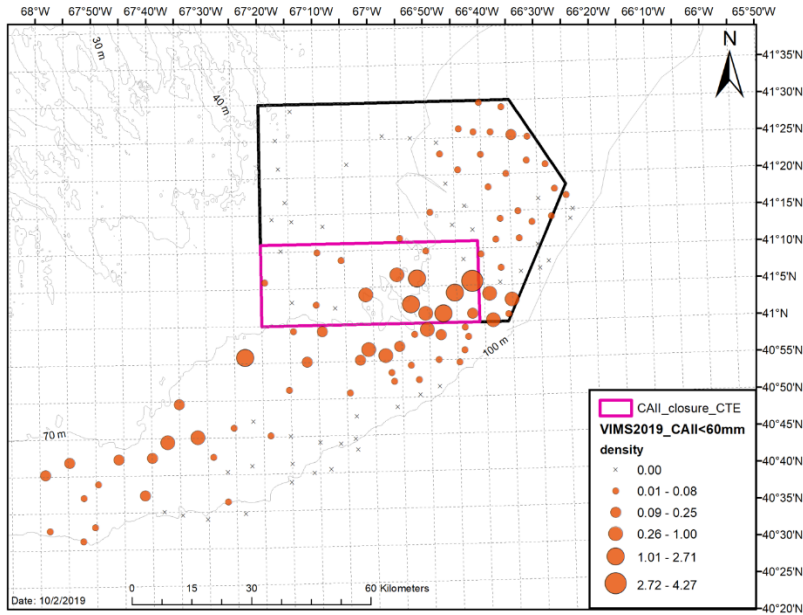 68°W 67°50'W 67°40'W 67°30'W 67°20'W 67°10'W 67°W 66°50'W 66°40'W 66°30'W 66°20'W 66°10'W 66°W 65°50'W
N
30 m
41°35'N
41°30'N
40 m
41°25'N
41°20'N
41°15'N
41°10'N
41°5'N
41°N
100 m
40°55'N
40°50'N
CAII_closure_CTE
40°45'N
VIMS2019_CAII<60mm
70 m
density
40°40'N
0.00
0.01 - 0.08
40°35'N
0.09 - 0.25
40°30'N
0.26 - 1.00
1.01 - 2.71
40°25'N
2.72 - 4.27
0 15 30 60 Kilometers
Date: 10/2/2019
40°20'N